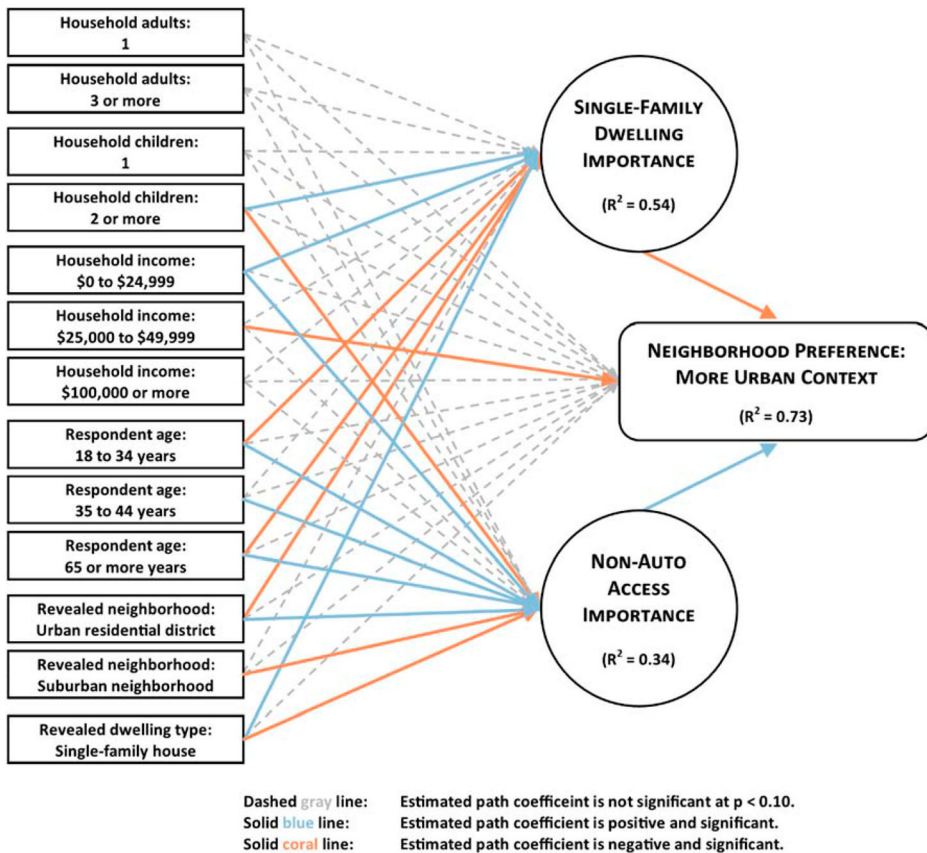 Household adults:
1
Household adults:
3 or more
Household children:
1
Household children:
2 or more
Household income:
$0 to $24,999
Household income:
$25,000 to $49,999
Household income:
$100,000 or more
Respondent age:
18 to 34 years
Respondent age:
35 to 44 years
Respondent age:
65 or more years
Revealed neighborhood:
Urban residential district
Revealed neighborhood:
Suburban neighborhood
Revealed dwelling type:
Single-family house
SINGLE-FAMILY
DWELLING
IMPORTANCE
(R² = 0.54)
NEIGHBORHOOD PREFERENCE:
MORE URBAN CONTEXT
(R² = 0.73)
NON-AUTO
ACCESS
IMPORTANCE
(R² = 0.34)
Dashed gray line: Estimated path coefficeint is not significant at p < 0.10.
Solid blue line: Estimated path coefficient is positive and significant.
Solid coral line: Estimated path coefficient is negative and significant.